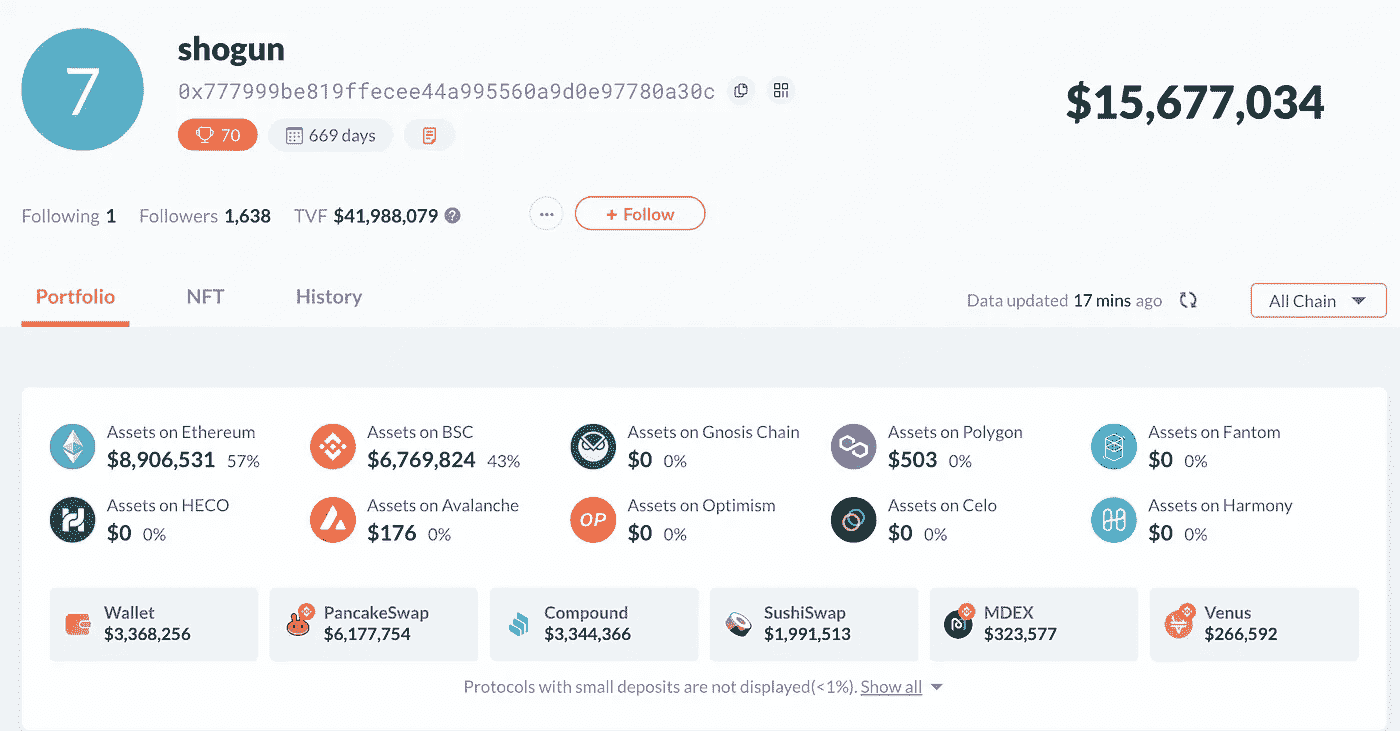 7
shogun
0x777999be819ffecee44a995560a9d0e97780a30c
$15,677,034
70
669 days
Following 1 Followers 1,638 TVF $41,988,079 ?
... + Follow
Portfolio NFT History
Data updated 17 mins ago
All Chain
Assets on Ethereum
$8,906,531 57%
Assets on BSC
$6,769,824 43%
Assets on Gnosis Chain
$0 0%
Assets on Polygon
$503 0%
Assets on Fantom
$0 0%
Assets on HECO
$0 0%
Assets on Avalanche
$176 0%
OP
Assets on Optimism
$0 0%
Assets on Celo
$0 0%
Assets on Harmony
$0 0%
Wallet
$3,368,256
PancakeSwap
$6,177,754
Compound
$3,344,366
SushiSwap
$1,991,513
MDEX
$323,577
Venus
$266,592
Protocols with small deposits are not displayed(<1%). Show all